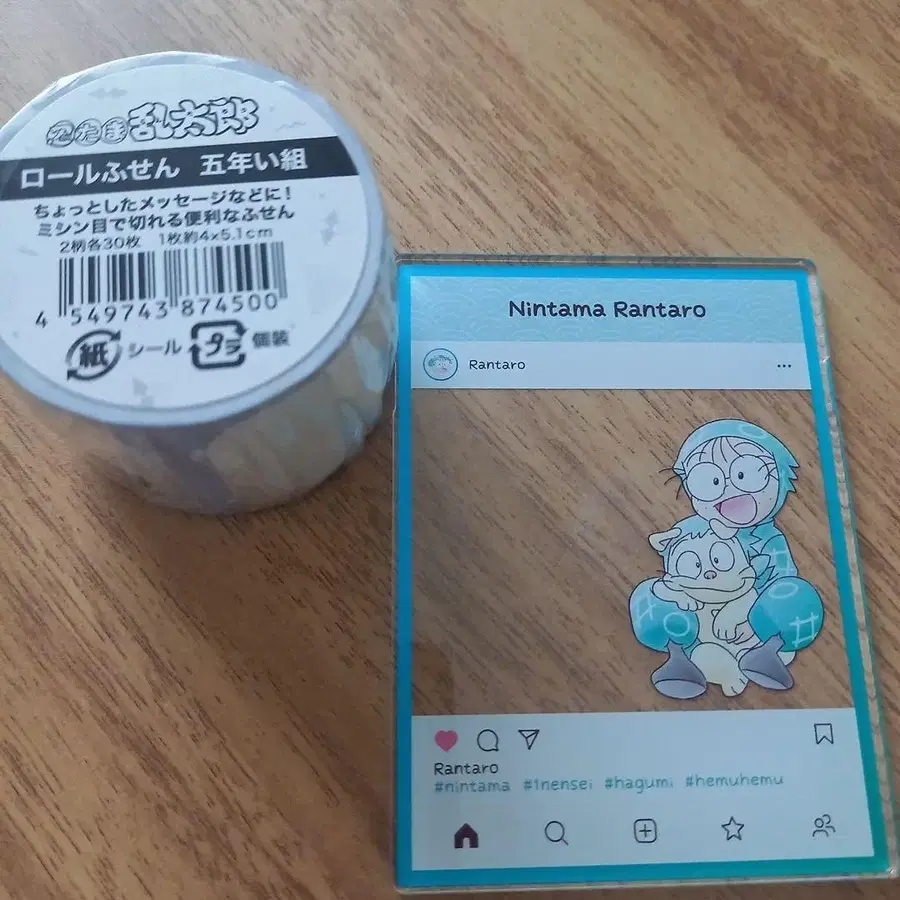 忍たま乱太郎
ロールふせん 五年い組
ちょっとしたメッセージなどに!
ミシン目で切れる便利なふせん
2柄各30枚 1枚約4×5.1cm
4 549743 874500
紙 シール プラ 個装
Nintama Rantaro
Rantaro
Rantaro
#nintama #1nensei #hagumi #hemuhemu